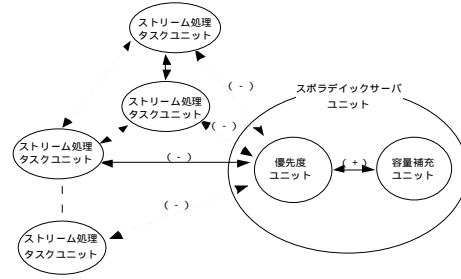 ストリーム処理
タスクユニット
ストリーム処理
タスクユニット
( - )
( - )
スポラデイックサーバ
ユニット
ストリーム処理
タスクユニット
( - )
優先度
ユニット
( + )
容量補充
ユニット
( - )
ストリーム処理
タスクユニット